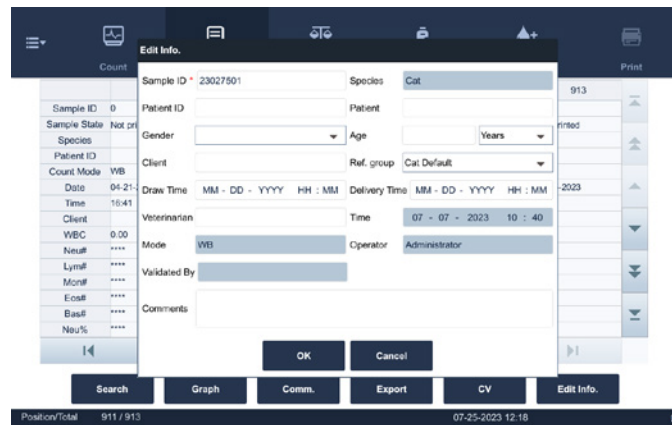 Count
Print
Edit Info.
Sample ID * 23027501 Species Cat
Patient ID Patient
Gender Age Years
Client Ref. group Cat Default
Draw Time MM - DD - YYYY HH : MM Delivery Time MM - DD - YYYY HH : MM
Veterinarian Time 07 - 07 - 2023 10 : 40
Mode WB Operator Administrator
Validated By
Comments
OK Cancel
913
Sample ID 0
Sample State Not pri rinted
Species
Patient ID
Count Mode WB
Date 04-21- -2023
Time 16:41
Client
WBC 0.00
Neu# ****
Lym# ****
Mon# ****
Eos# ****
Bas# ****
Neu% ****
Search Graph Comm. Export CV Edit Info.
Position/Total 911 / 913 07-25-2023 12:18